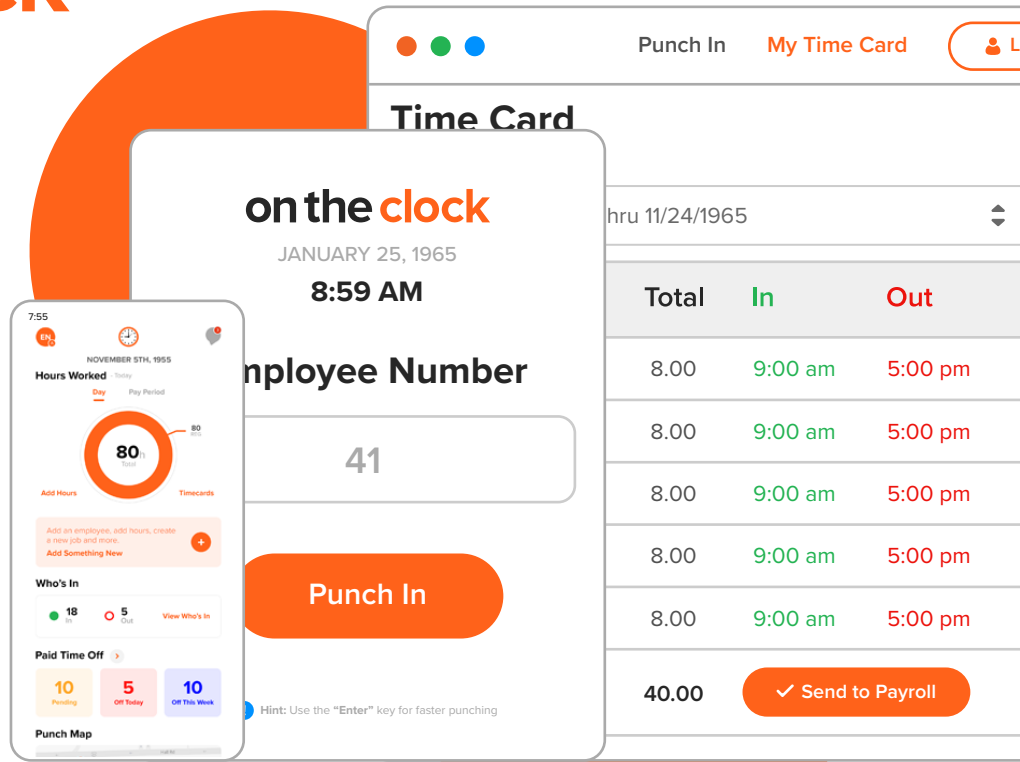 Punch In My Time Card
Time Card
hru 11/24/1965
Total In Out
8.00 9:00 am 5:00 pm
8.00 9:00 am 5:00 pm
8.00 9:00 am 5:00 pm
8.00 9:00 am 5:00 pm
8.00 9:00 am 5:00 pm
40.00 Send to Payroll
on the clock
JANUARY 25, 1965
8:59 AM
mployee Number
41
Punch In
Hint: Use the “Enter” key for faster punching
7:55
EN
NOVEMBER 5TH, 1955
Hours Worked Today
Day Pay Period
80h
Total
80
Add Hours Timecards
Add an employee, add hours, create
a new job and more.
Add Something New
Who's In
18 In 5 Out View Who's In
Paid Time Off
10 5 10
Pending Off Today Off This Week
Punch Map